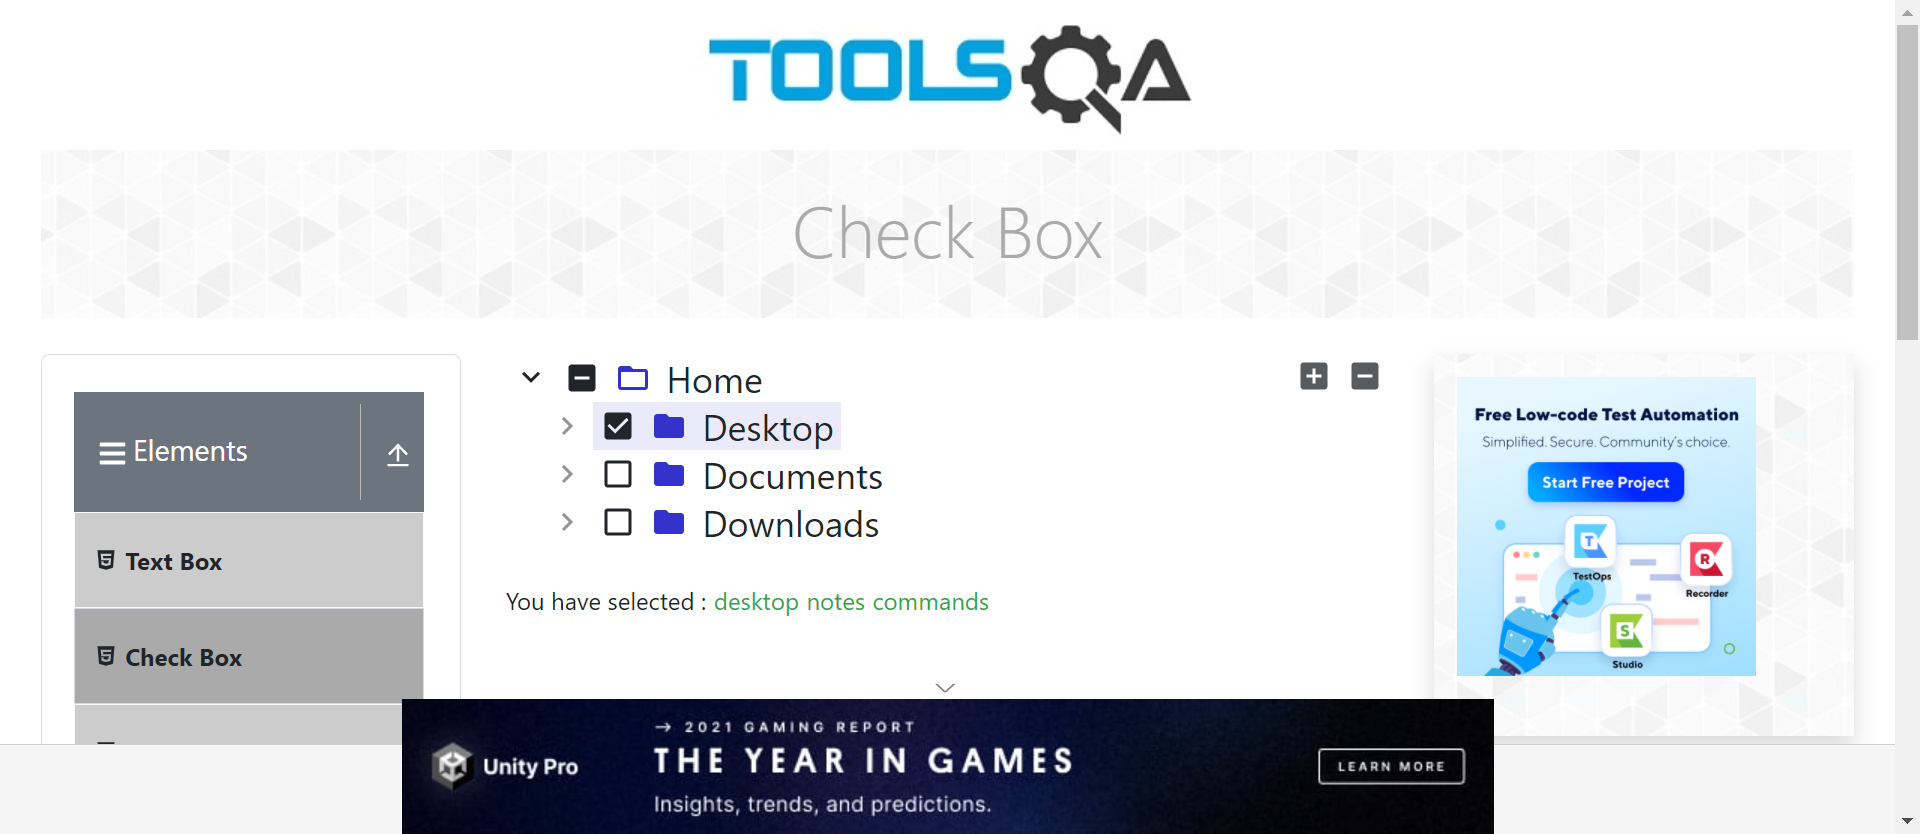 TOOLSQA
Check Box
Elements
Text Box
Check Box
Home
Desktop
Documents
Downloads
You have selected : desktop notes commands
Free Low-code Test Automation
Simplified. Secure. Community's choice.
Start Free Project
T
TestOps
R
Recorder
S
Studio
Unity Pro
→ 2021 GAMING REPORT
THE YEAR IN GAMES
Insights, trends, and predictions.
LEARN MORE